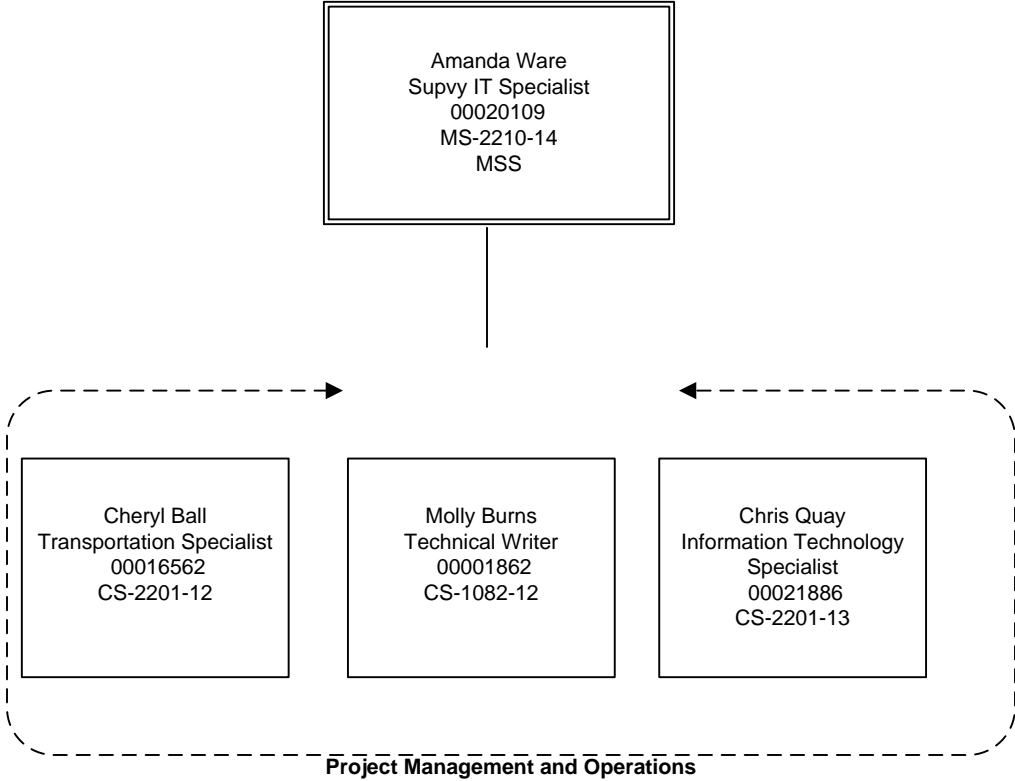 Amanda Ware
Supvy IT Specialist
00020109
MS-2210-14
MSS
Cheryl Ball
Transportation Specialist
00016562
CS-2201-12
Molly Burns
Technical Writer
00001862
CS-1082-12
Chris Quay
Information Technology
Specialist
00021886
CS-2201-13
Project Management and Operations